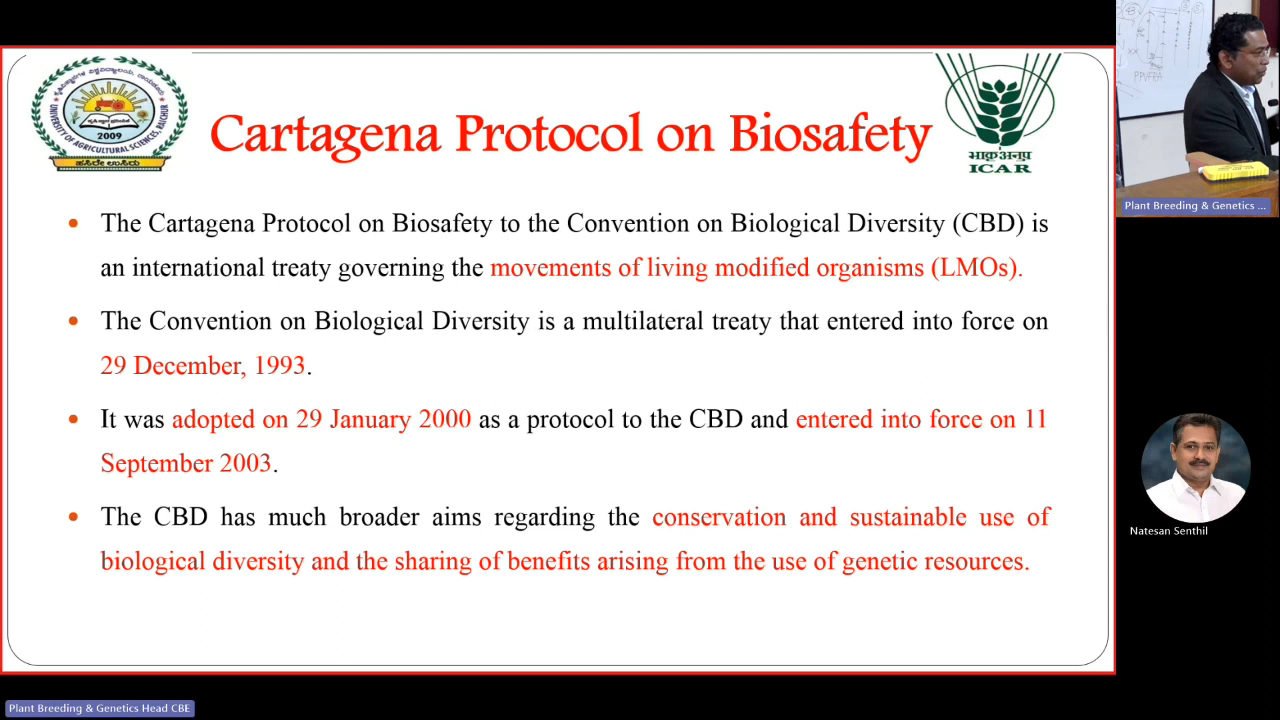 Cartagena Protocol on Biosafety
UNIVERSITY OF AGRICULTURAL SCIENCES, RAICHUR
2009
भाकृअनुप
ICAR
• The Cartagena Protocol on Biosafety to the Convention on Biological Diversity (CBD) is
an international treaty governing the movements of living modified organisms (LMOs).
• The Convention on Biological Diversity is a multilateral treaty that entered into force on
29 December, 1993.
• It was adopted on 29 January 2000 as a protocol to the CBD and entered into force on 11
September 2003.
• The CBD has much broader aims regarding the conservation and sustainable use of
biological diversity and the sharing of benefits arising from the use of genetic resources.
Plant Breeding & Genetics ...
Natesan Senthil
Plant Breeding & Genetics Head CBE